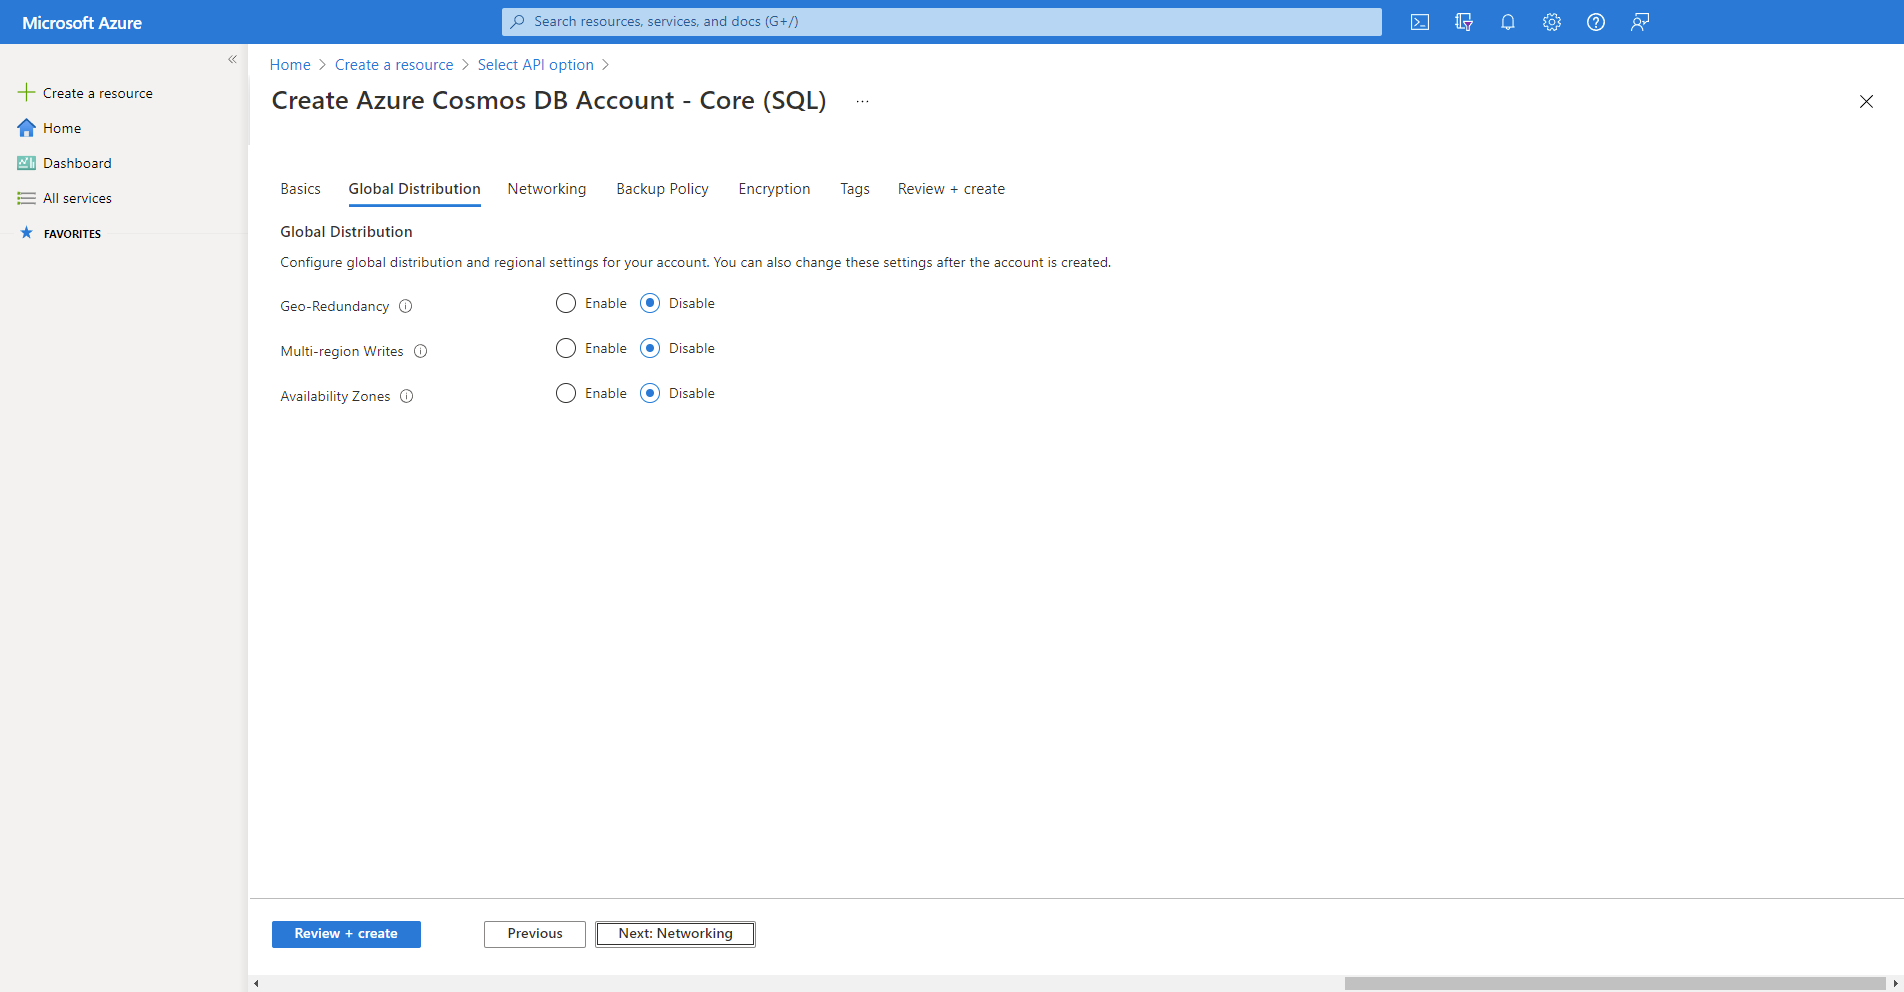 Microsoft Azure
Search resources, services, and docs (G+/)
Create a resource
Home
Dashboard
All services
FAVORITES
Home > Create a resource > Select API option >
Create Azure Cosmos DB Account - Core (SQL) ...
Basics Global Distribution Networking Backup Policy Encryption Tags Review + create
Global Distribution
Configure global distribution and regional settings for your account. You can also change these settings after the account is created.
Geo-Redundancy Enable Disable
Multi-region Writes Enable Disable
Availability Zones Enable Disable
Review + create Previous Next: Networking